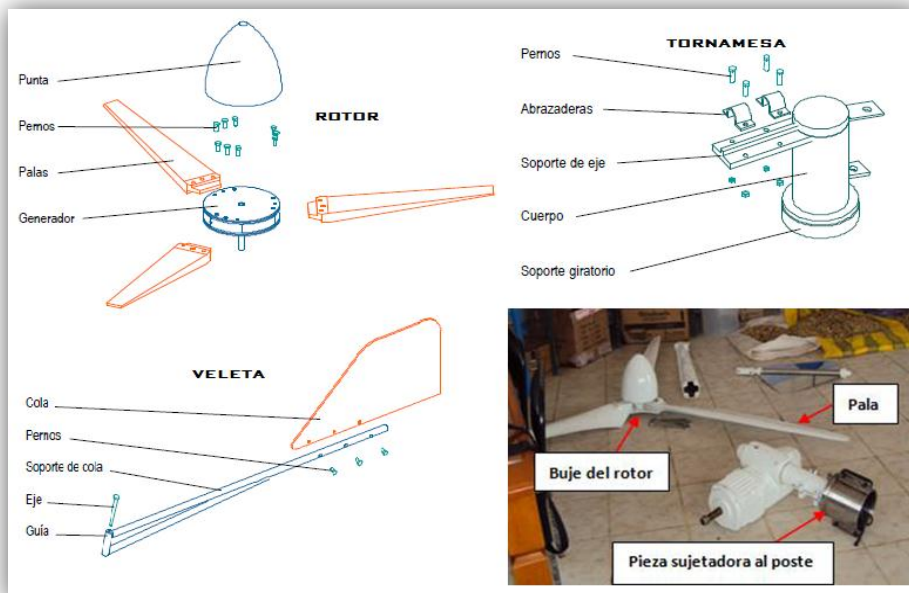 ROTOR
Punta
Pernos
Palas
Generador
TORNAMESA
Pernos
Abrazaderas
Soporte de eje
Cuerpo
Soporte giratorio
VELETA
Cola
Pernos
Soporte de cola
Eje
Guía
Pala
Buje del rotor
Pieza sujetadora al poste